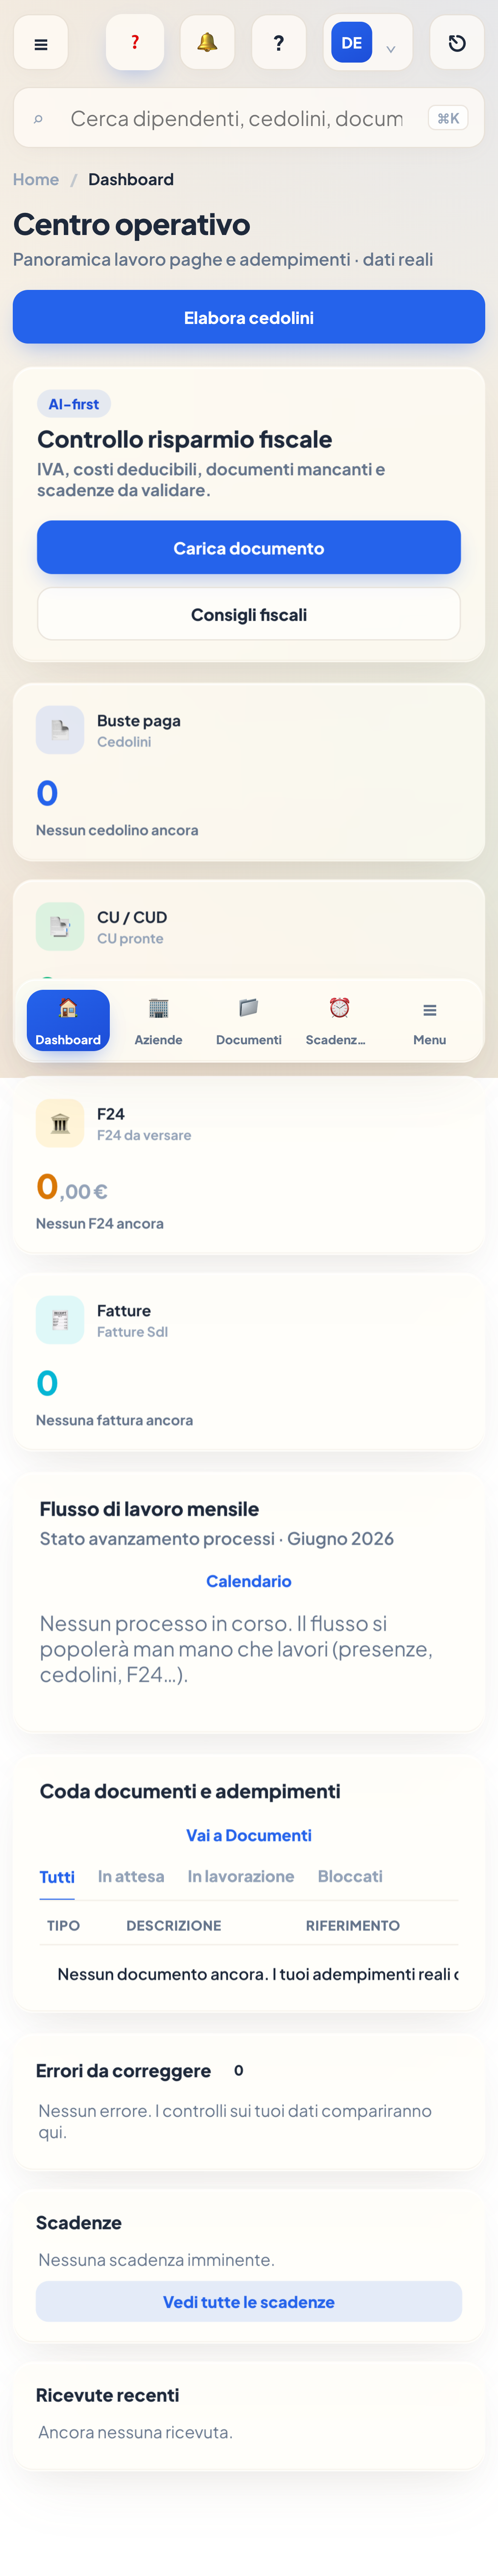 ?
?
DE
Cerca dipendenti, cedolini, docum
⌘K
Home / Dashboard
Centro operativo
Panoramica lavoro paghe e adempimenti · dati reali
Elabora cedolini
AI-first
Controllo risparmio fiscale
IVA, costi deducibili, documenti mancanti e
scadenze da validare.
Carica documento
Consigli fiscali
Buste paga
Cedolini
0
Nessun cedolino ancora
CU / CUD
CU pronte
Dashboard
Aziende
Documenti
Scadenz...
Menu
F24
F24 da versare
0,00 €
Nessun F24 ancora
Fatture
Fatture SdI
0
Nessuna fattura ancora
Flusso di lavoro mensile
Stato avanzamento processi · Giugno 2026
Calendario
Nessun processo in corso. Il flusso si
popolerà man mano che lavori (presenze,
cedolini, F24…).
Coda documenti e adempimenti
Vai a Documenti
Tutti In attesa In lavorazione Bloccati
TIPO DESCRIZIONE RIFERIMENTO
Nessun documento ancora. I tuoi adempimenti reali
Errori da correggere 0
Nessun errore. I controlli sui tuoi dati compariranno
qui.
Scadenze
Nessuna scadenza imminente.
Vedi tutte le scadenze
Ricevute recenti
Ancora nessuna ricevuta.